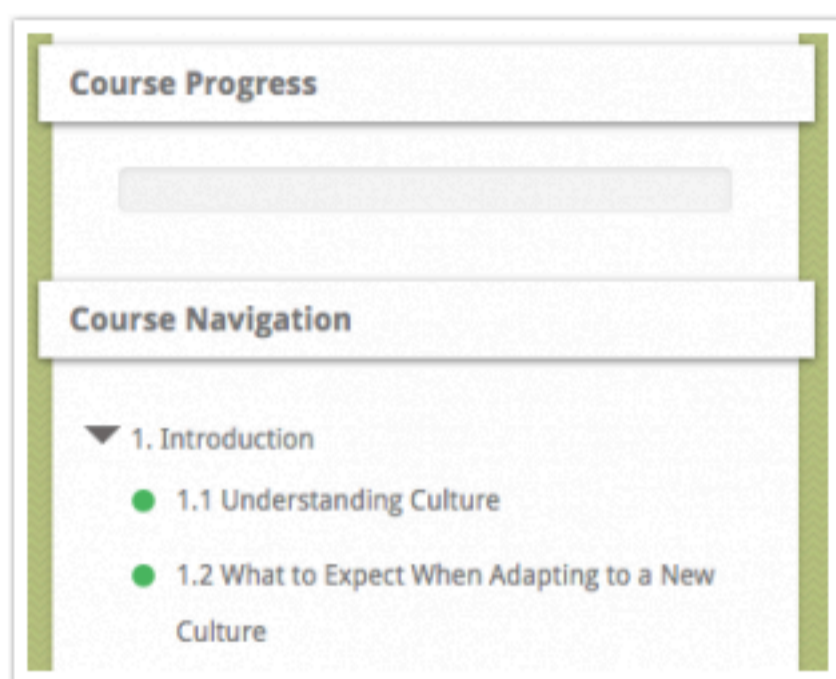 Course Progress
Course Navigation
1. Introduction
1.1 Understanding Culture
1.2 What to Expect When Adapting to a New
Culture